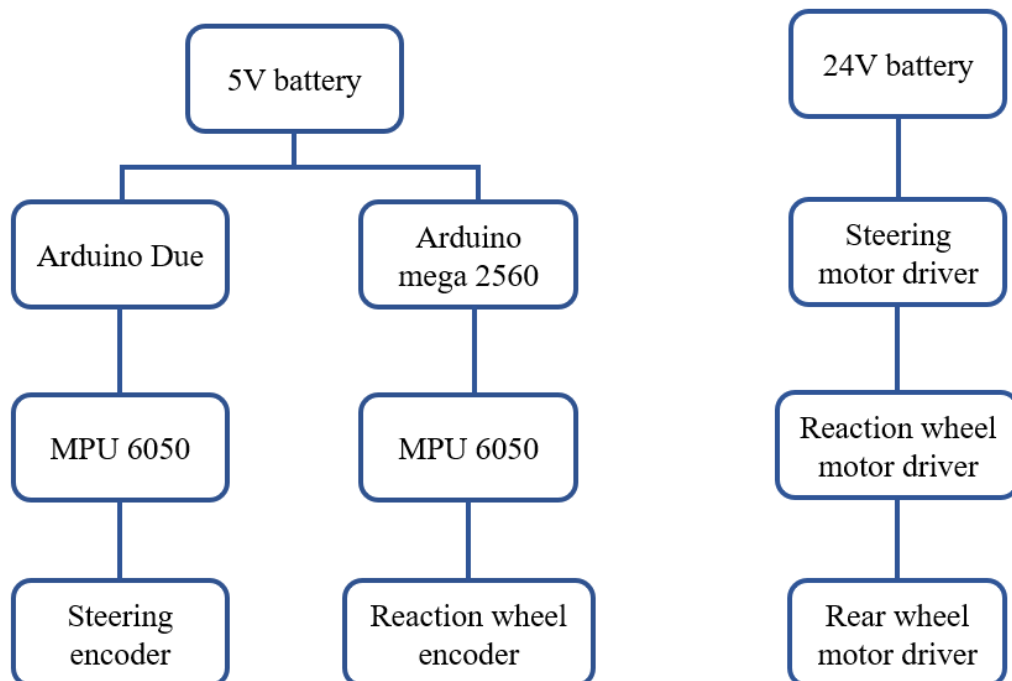 5V battery
24V battery
Arduino Due
Arduino
mega 2560
Steering
motor driver
MPU 6050
MPU 6050
Reaction wheel
motor driver
Steering
encoder
Reaction wheel
encoder
Rear wheel
motor driver